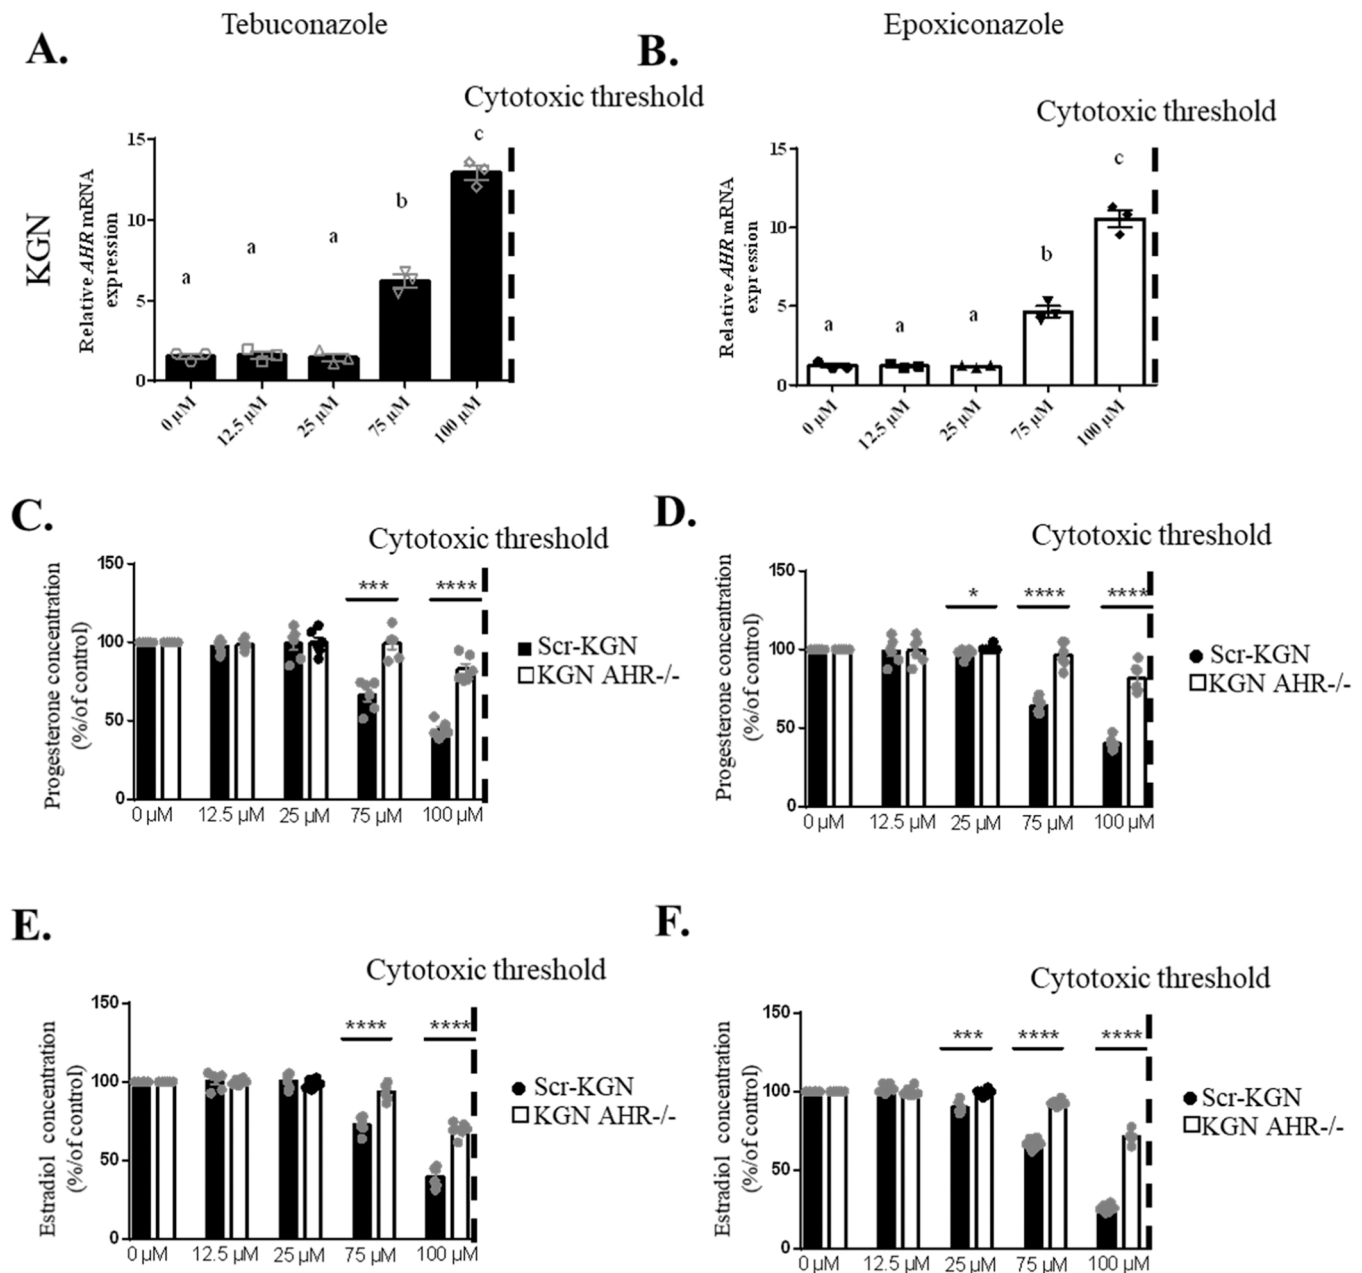 Tebuconazole
Epoxiconazole
A.
B.
KGN
Cytotoxic threshold
Relative AHR mRNA
expression
15
10
5
0
a
a
a
b
c
0 µM
12.5 µM
25 µM
75 µM
100 µM
Cytotoxic threshold
Relative AHR mRNA
expression
15
10
5
0
a
a
a
b
c
0 µM
12.5 µM
25 µM
75 µM
100 µM
C.
Cytotoxic threshold
Progesterone concentration
(%/of control)
150
100
50
0
***
****
0 µM
12.5 µM
25 µM
75 µM
100 µM
Scr-KGN
KGN AHR-/-
D.
Cytotoxic threshold
Progesterone concentration
(%/of control)
150
100
50
0
*
****
****
0 µM
12.5 µM
25 µM
75 µM
100 µM
Scr-KGN
KGN AHR-/-
E.
Cytotoxic threshold
Estradiol concentration
(%/of control)
150
100
50
0
****
****
0 µM
12.5 µM
25 µM
75 µM
100 µM
Scr-KGN
KGN AHR-/-
F.
Cytotoxic threshold
Estradiol concentration
(%/of control)
150
100
50
0
***
****
****
0 µM
12.5 µM
25 µM
75 µM
100 µM
Scr-KGN
KGN AHR-/-